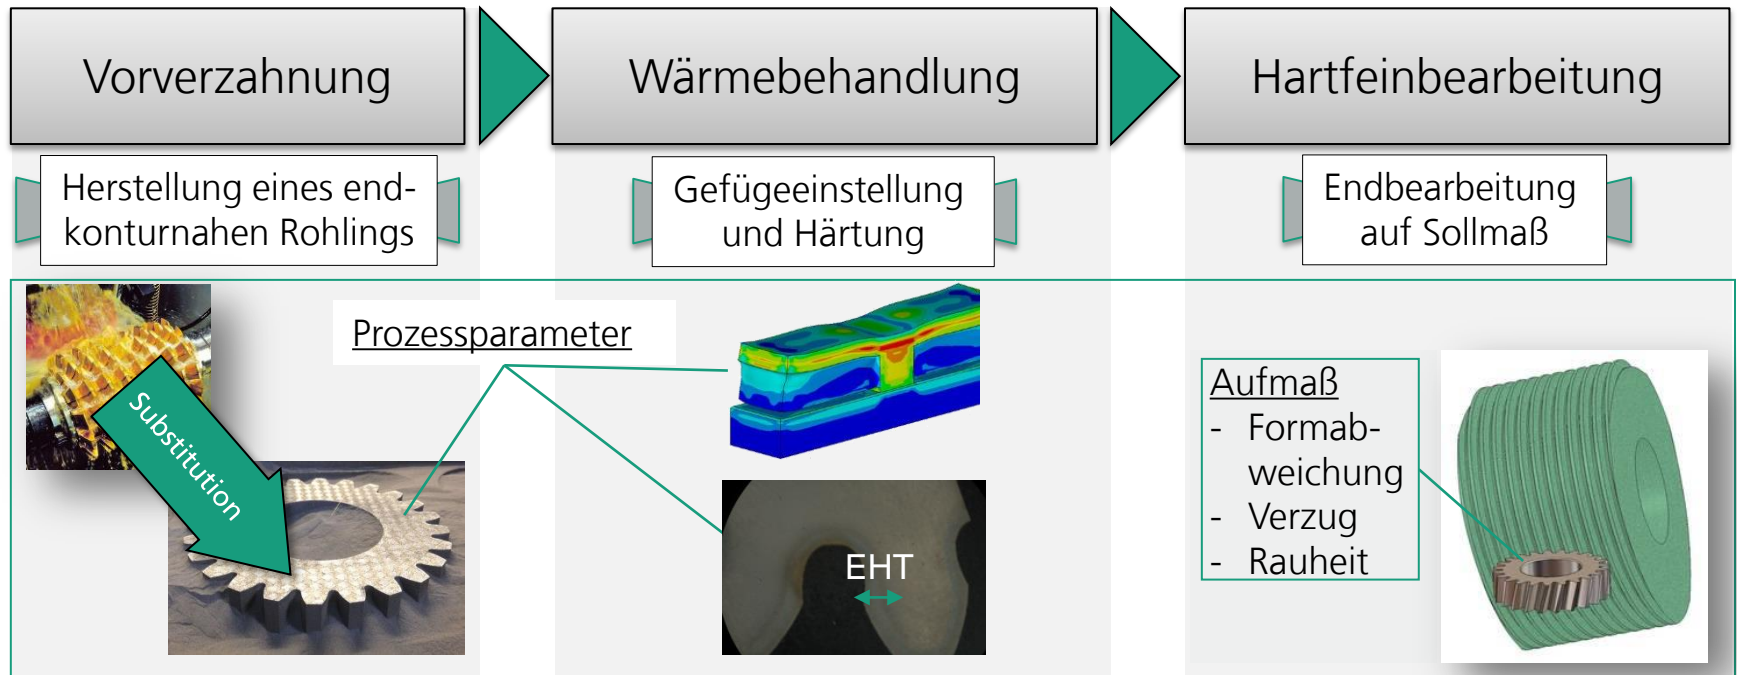 Vorverzahnung
Wärmebehandlung
Hartfeinbearbeitung
Herstellung eines end-
konturnahen Rohlings
Gefügeeinstellung
und Härtung
Endbearbeitung
auf Sollmaß
Prozessparameter
Substitution
EHT
Aufmaß
- Formab-
weichung
- Verzug
- Rauheit